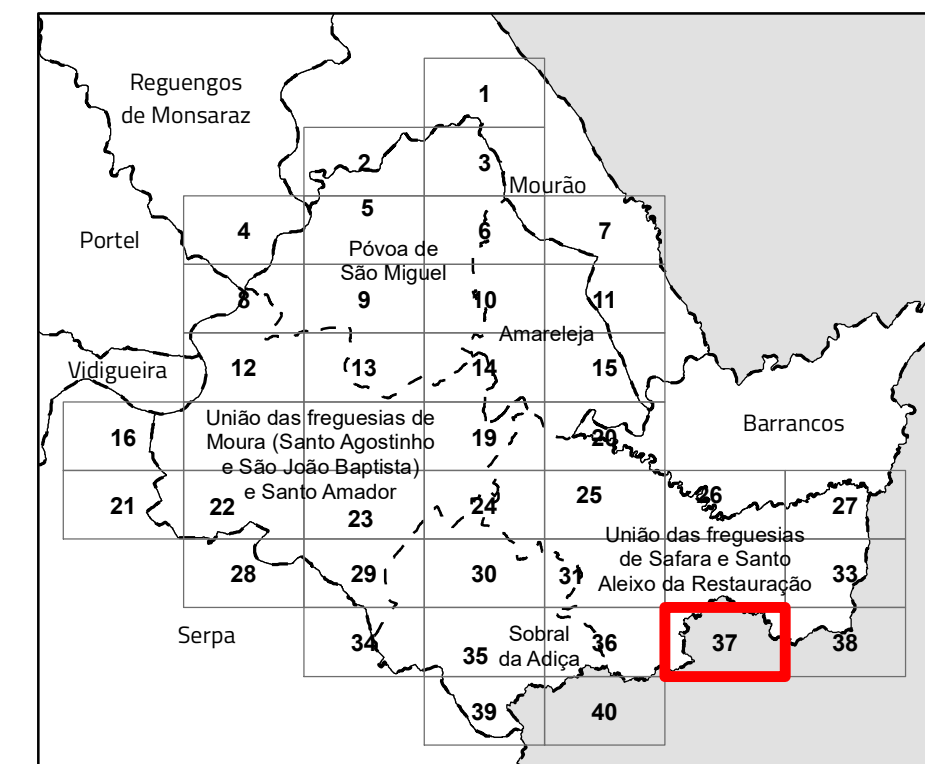 Reguengos
de Monsaraz
1
2
3
Mourão
5
4
6
7
Portel
Póvoa de
São Miguel
8
9
10
11
Amareleja
Vidigueira
12
13
14
15
União das freguesias de
Moura (Santo Agostinho
e São João Baptista)
e Santo Amador
16
19
20
Barrancos
21
22
23
24
25
26
27
União das freguesias
de Safara e Santo
Aleixo da Restauração
28
29
30
31
33
Serpa
34
35
Sobral
da Adiça
36
37
38
39
40